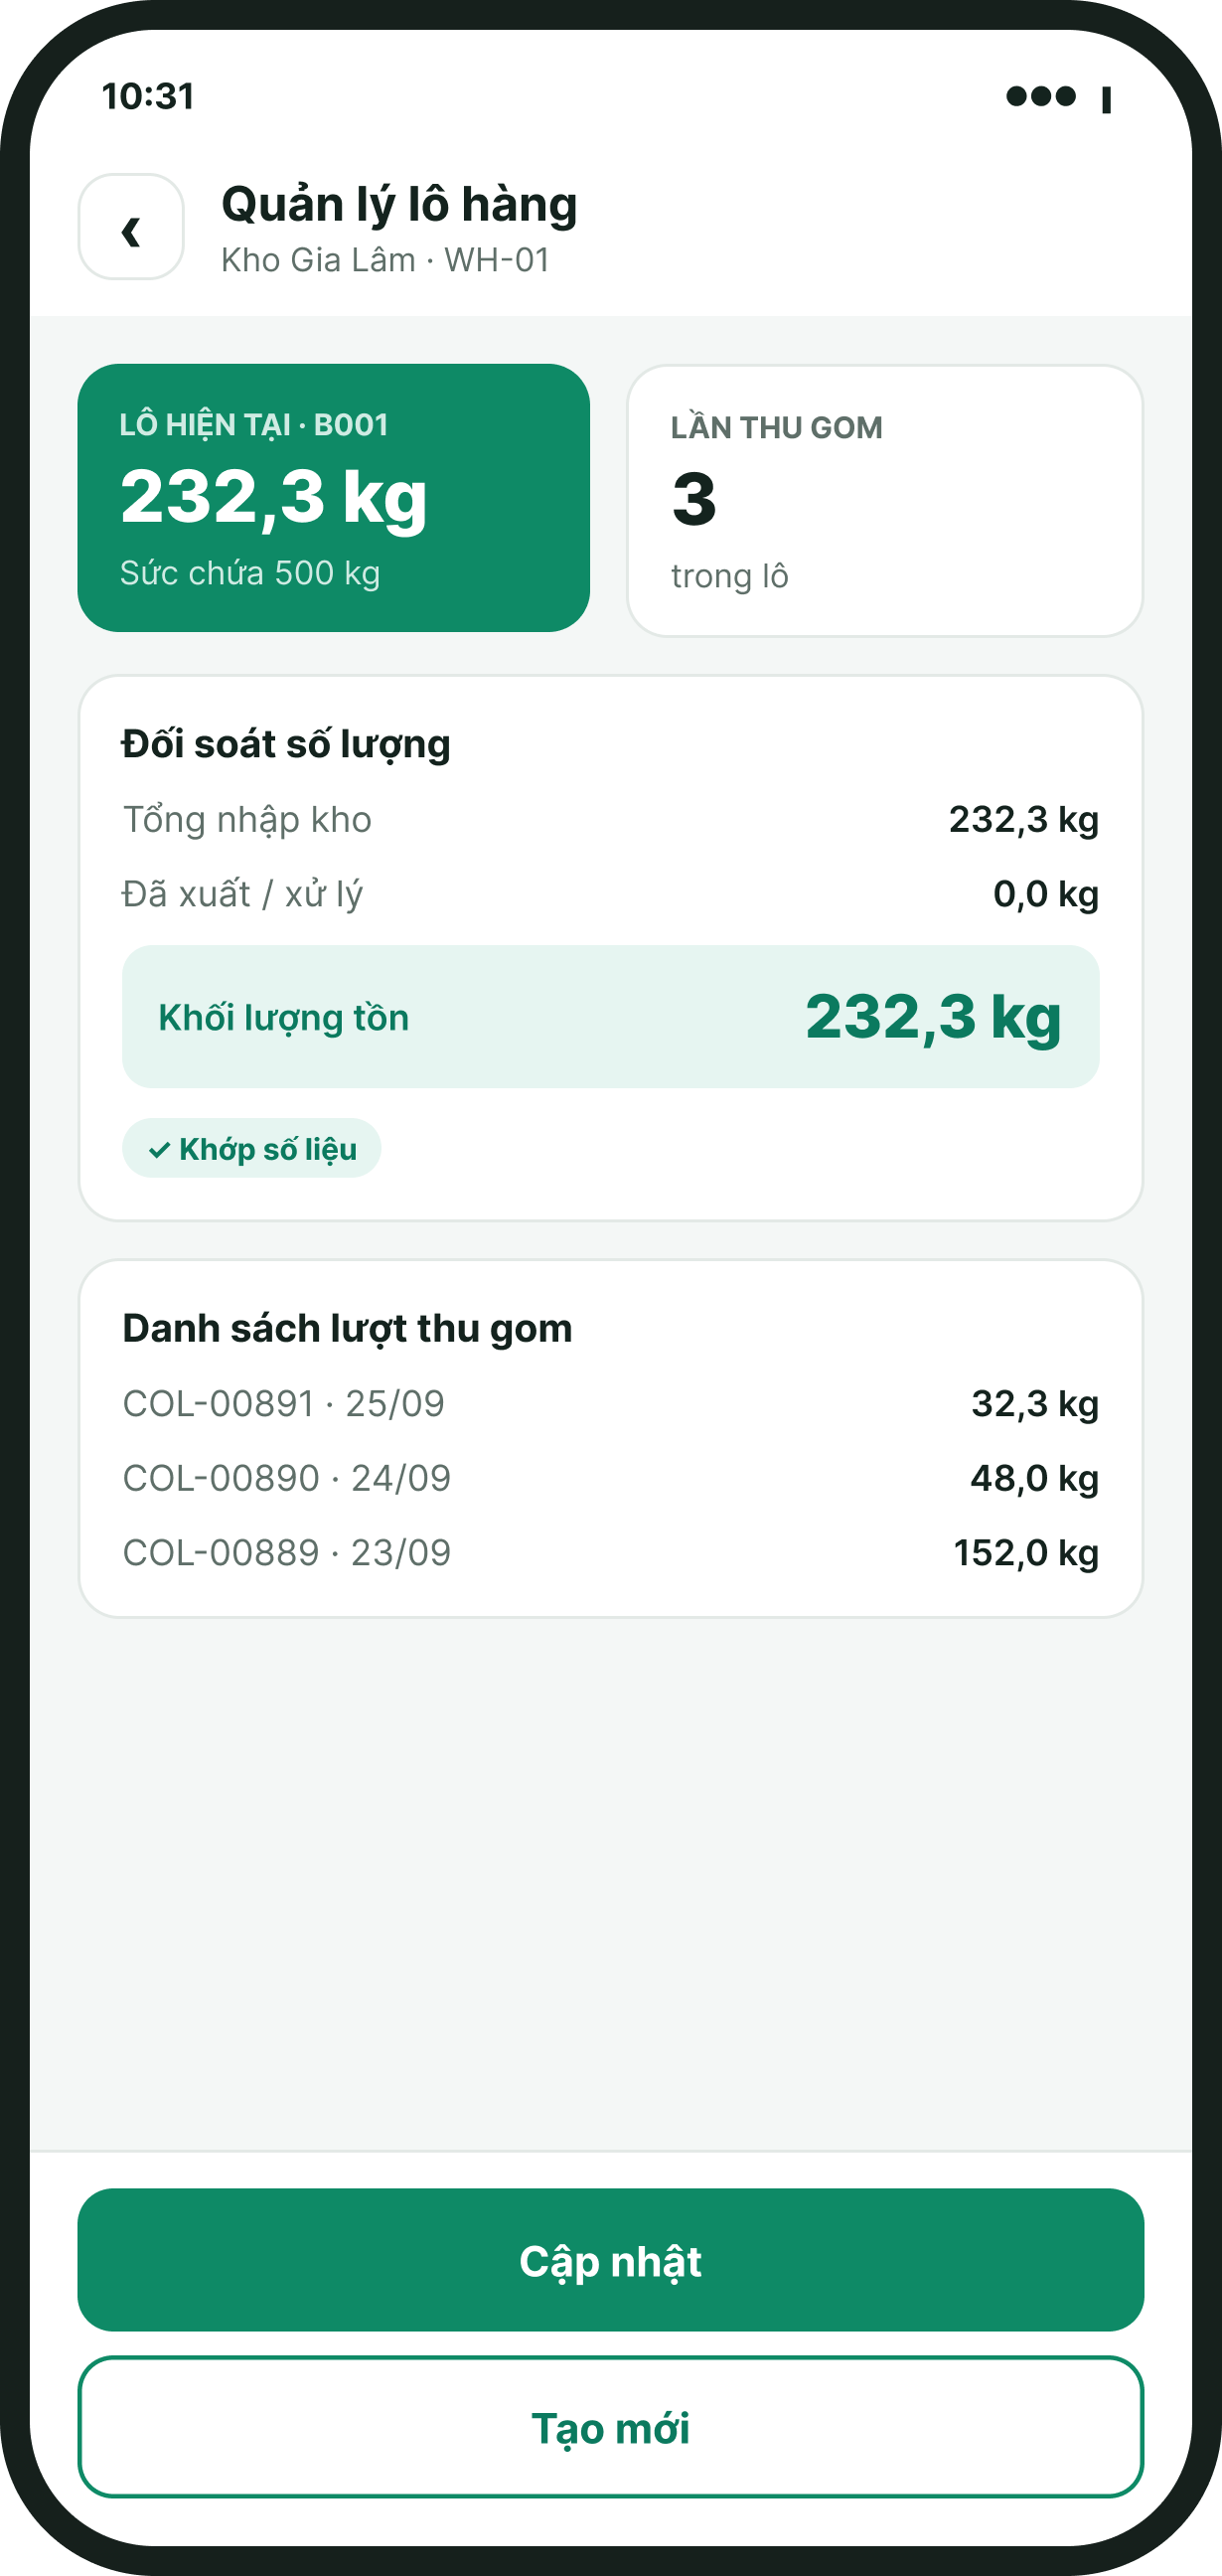 10:31
Quản lý lô hàng
Kho Gia Lâm · WH-01
LÔ HIỆN TẠI · B001
232,3 kg
Sức chứa 500 kg
LẦN THU GOM
3
trong lô
Đối soát số lượng
Tổng nhập kho 232,3 kg
Đã xuất / xử lý 0,0 kg
Khối lượng tồn 232,3 kg
✓ Khớp số liệu
Danh sách lượt thu gom
COL-00891 · 25/09 32,3 kg
COL-00890 · 24/09 48,0 kg
COL-00889 · 23/09 152,0 kg
Cập nhật
Tạo mới